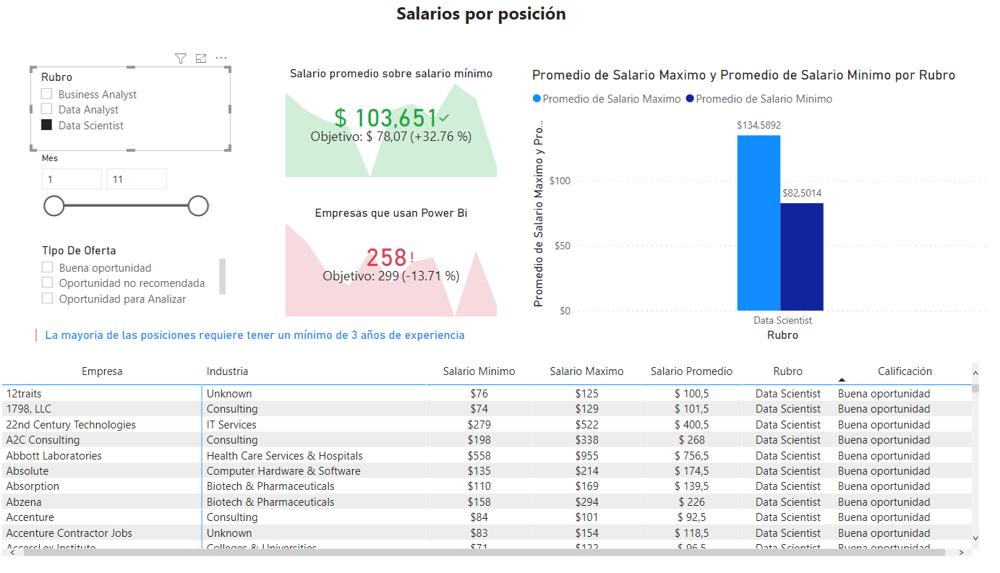 Salarios por posición
Rubro
Business Analyst
Data Analyst
Data Scientist
Mes
1 11
TIpo De Oferta
Buena oportunidad
Oportunidad no recomendada
Oportunidad para Analizar
Salario promedio sobre salario mínimo
$ 103,651
Objetivo: $ 78,07 (+32.76 %)
Empresas que usan Power Bi
258!
Objetivo: 299 (-13.71 %)
Promedio de Salario Maximo y Promedio de Salario Minimo por Rubro
Promedio de Salario Maximo Promedio de Salario Minimo
Promedio de Salario Maximo y Pro...
$134,5892
$100
$82,5014
$50
$0
Data Scientist
Rubro
La mayoria de las posiciones requiere tener un mínimo de 3 años de experiencia
Empresa Industria Salario Minimo Salario Maximo Salario Promedio Rubro Calificación
12traits Unknown $76 $125 $ 100,5 Data Scientist Buena oportunidad
1798, LLC Consulting $74 $129 $ 101,5 Data Scientist Buena oportunidad
22nd Century Technologies IT Services $279 $522 $ 400,5 Data Scientist Buena oportunidad
A2C Consulting Consulting $198 $338 $ 268 Data Scientist Buena oportunidad
Abbott Laboratories Health Care Services & Hospitals $558 $955 $ 756,5 Data Scientist Buena oportunidad
Absolute Computer Hardware & Software $135 $214 $ 174,5 Data Scientist Buena oportunidad
Absorption Biotech & Pharmaceuticals $110 $169 $ 139,5 Data Scientist Buena oportunidad
Abzena Biotech & Pharmaceuticals $158 $294 $ 226 Data Scientist Buena oportunidad
Accenture Consulting $84 $101 $ 92,5 Data Scientist Buena oportunidad
Accenture Contractor Jobs Unknown $83 $154 $ 118,5 Data Scientist Buena oportunidad
AccessLex Institute Colleges & Universities $71 $122 $ 96,5 Data Scientist Buena oportunidad